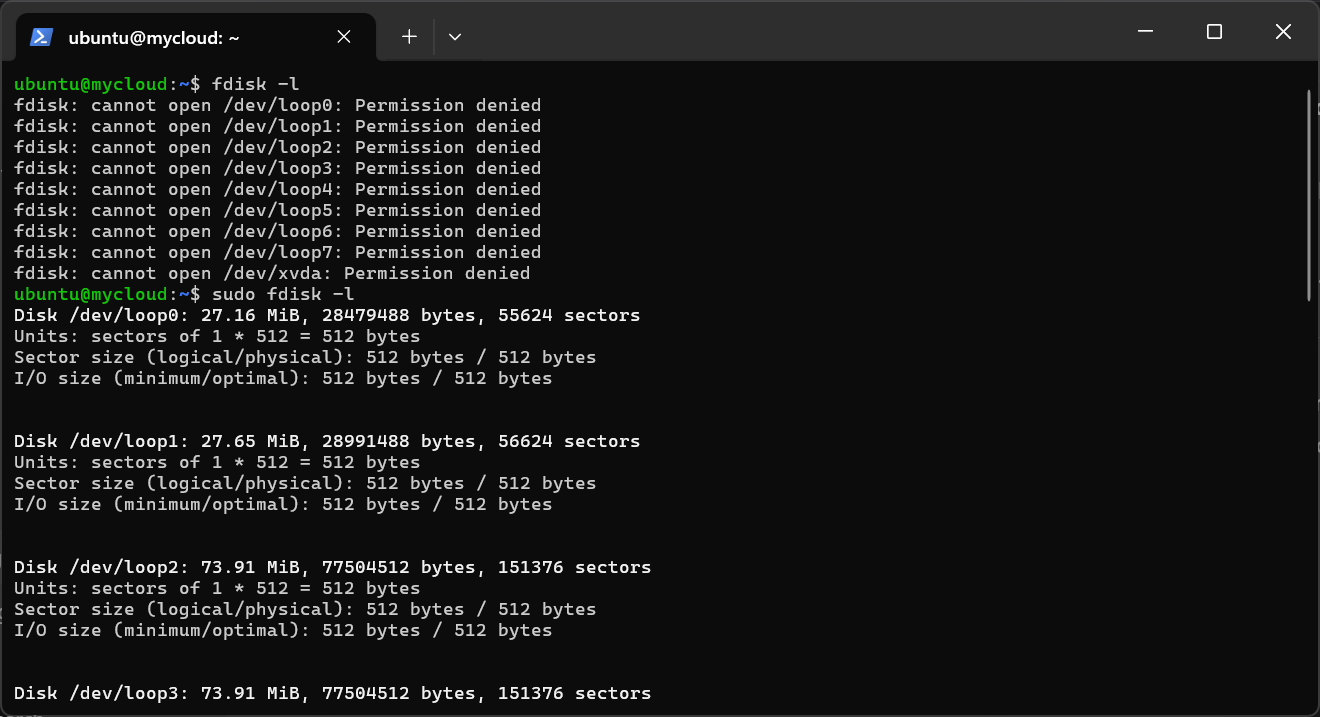 ubuntu@mycloud: ~
ubuntu@mycloud:~$ fdisk -l
fdisk: cannot open /dev/loop0: Permission denied
fdisk: cannot open /dev/loop1: Permission denied
fdisk: cannot open /dev/loop2: Permission denied
fdisk: cannot open /dev/loop3: Permission denied
fdisk: cannot open /dev/loop4: Permission denied
fdisk: cannot open /dev/loop5: Permission denied
fdisk: cannot open /dev/loop6: Permission denied
fdisk: cannot open /dev/loop7: Permission denied
fdisk: cannot open /dev/xvda: Permission denied
ubuntu@mycloud:~$ sudo fdisk -l
Disk /dev/loop0: 27.16 MiB, 28479488 bytes, 55624 sectors
Units: sectors of 1 * 512 = 512 bytes
Sector size (logical/physical): 512 bytes / 512 bytes
I/O size (minimum/optimal): 512 bytes / 512 bytes
Disk /dev/loop1: 27.65 MiB, 28991488 bytes, 56624 sectors
Units: sectors of 1 * 512 = 512 bytes
Sector size (logical/physical): 512 bytes / 512 bytes
I/O size (minimum/optimal): 512 bytes / 512 bytes
Disk /dev/loop2: 73.91 MiB, 77504512 bytes, 151376 sectors
Units: sectors of 1 * 512 = 512 bytes
Sector size (logical/physical): 512 bytes / 512 bytes
I/O size (minimum/optimal): 512 bytes / 512 bytes
Disk /dev/loop3: 73.91 MiB, 77504512 bytes, 151376 sectors